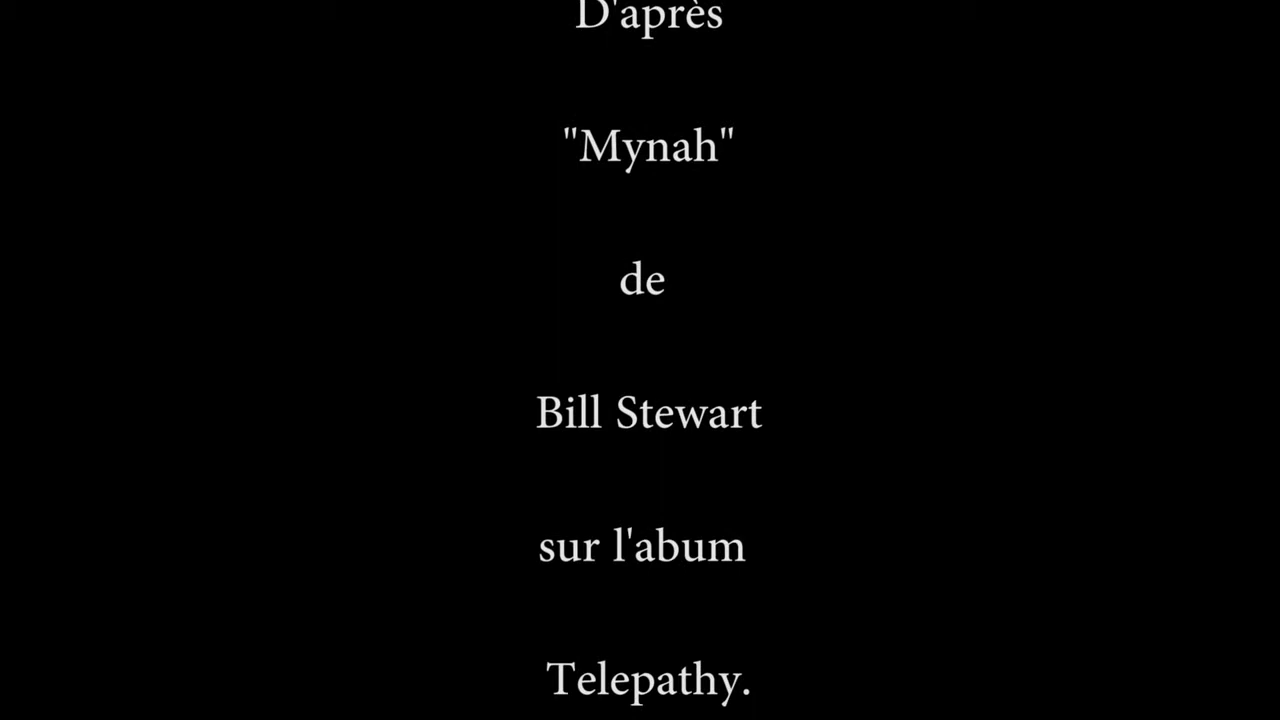 D'après
"Mynah"
de
Bill Stewart
sur l'abum
Telepathy.